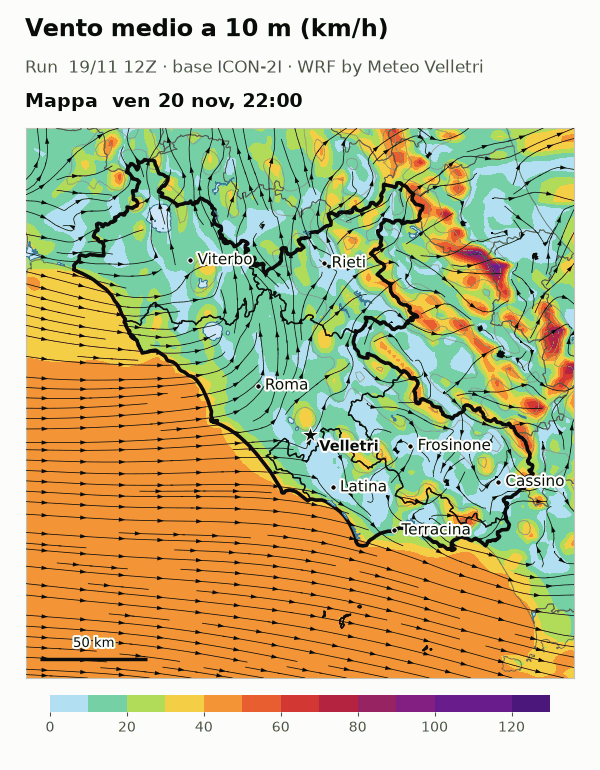 Vento medio a 10 m (km/h)
Run 19/11 12Z · base ICON-2I · WRF by Meteo Velletri
Mappa ven 20 nov, 22:00
Viterbo
Rieti
Roma
Velletri
Frosinone
Latina
Cassino
Terracina
50 km
0 20 40 60 80 100 120